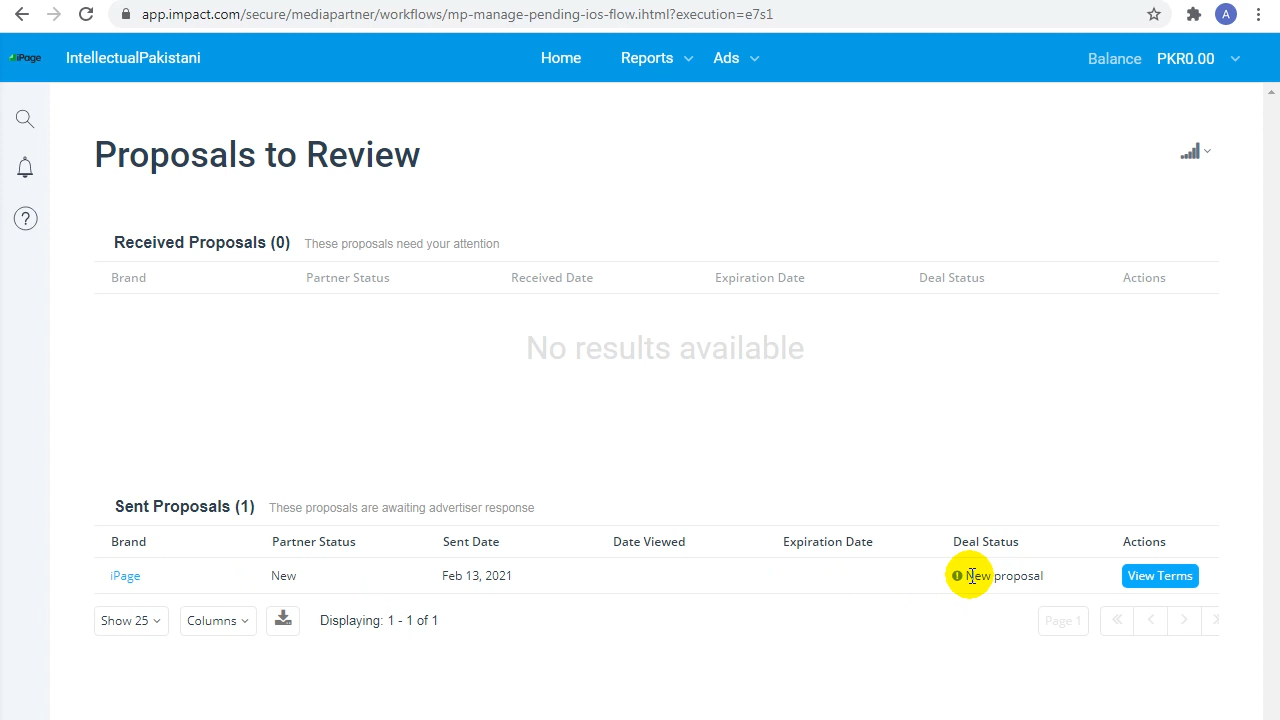 app.impact.com/secure/mediapartner/workflows/mp-manage-pending-ios-flow.ihtml?execution=e7s1
A
iPage IntellectualPakistani Home Reports Ads Balance PKR0.00
Proposals to Review
?
Received Proposals (0) These proposals need your attention
Brand Partner Status Received Date Expiration Date Deal Status Actions
No results available
Sent Proposals (1) These proposals are awaiting advertiser response
Brand Partner Status Sent Date Date Viewed Expiration Date Deal Status Actions
iPage New Feb 13, 2021 New proposal View Terms
Show 25 Columns Displaying: 1 - 1 of 1 Page 1